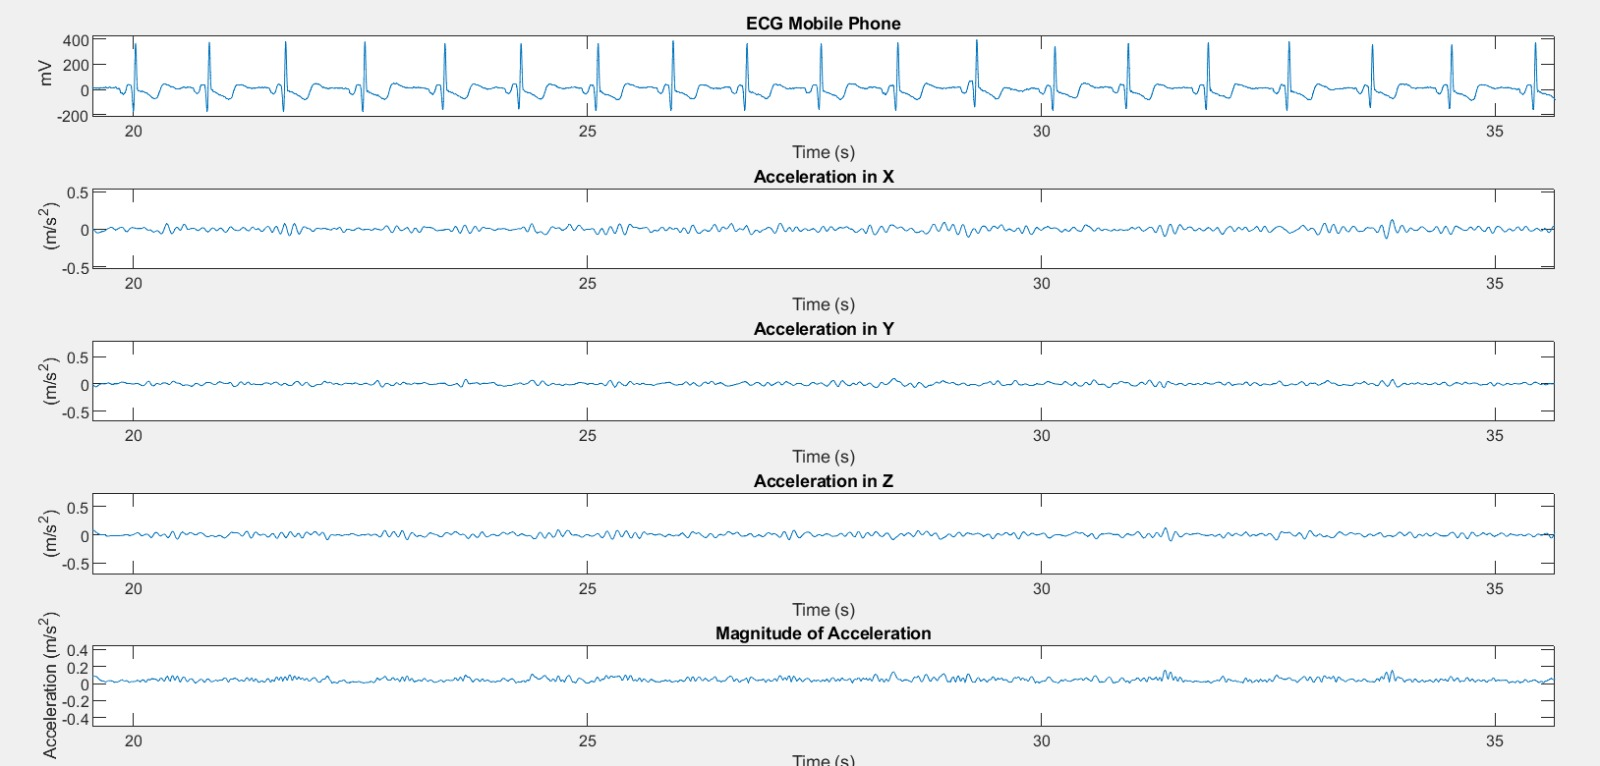 ECG Mobile Phone
mV
400
200
0
-200
20 25 30 35
Time (s)
Acceleration in X
(m/s²)
0.5
0
-0.5
20 25 30 35
Time (s)
Acceleration in Y
(m/s²)
0.5
0
-0.5
20 25 30 35
Time (s)
Acceleration in Z
(m/s²)
0.5
0
-0.5
20 25 30 35
Time (s)
Magnitude of Acceleration
Acceleration (m/s²)
0.4
0.2
0
-0.2
-0.4
20 25 30 35
Time (s)